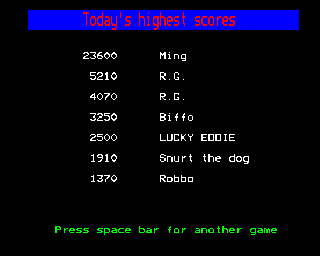 Today's highest scores
23600 Ming
5210 R.G.
4070 R.G.
3250 Biffo
2500 LUCKY EDDIE
1910 Snurt the dog
1370 Robbo
Press space bar for another game